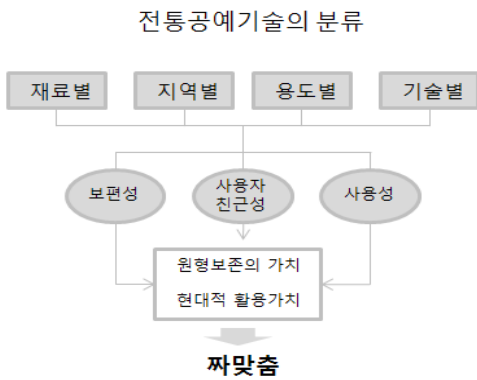 전통공예기술의 분류
재료별 지역별 용도별 기술별
보편성 사용자 친근성 사용성
원형보존의 가치
현대적 활용가치
짜맞춤